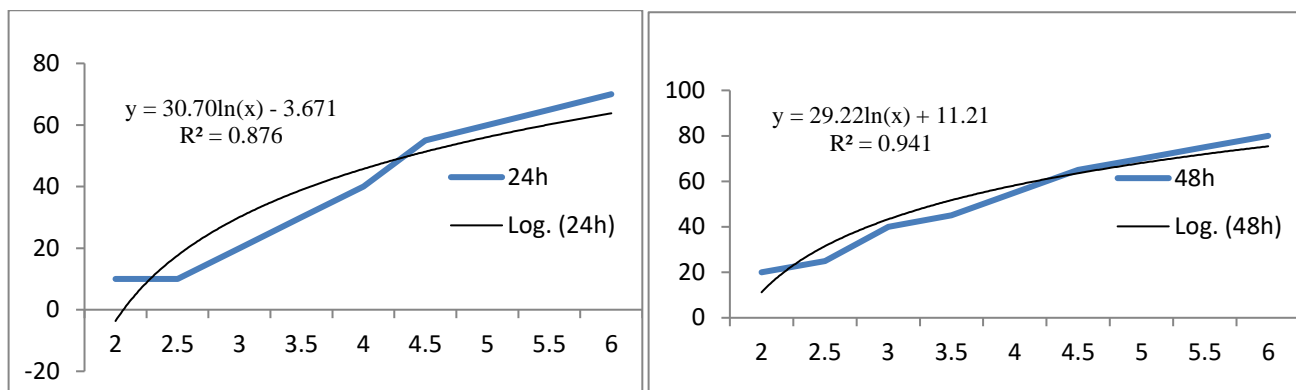 80
60
40
20
0
-20
y = 30.70ln(x) - 3.671
R² = 0.876
24h
Log. (24h)
2 2.5 3 3.5 4 4.5 5 5.5 6
100
80
60
40
20
0
y = 29.22ln(x) + 11.21
R² = 0.941
48h
Log. (48h)
2 2.5 3 3.5 4 4.5 5 5.5 6